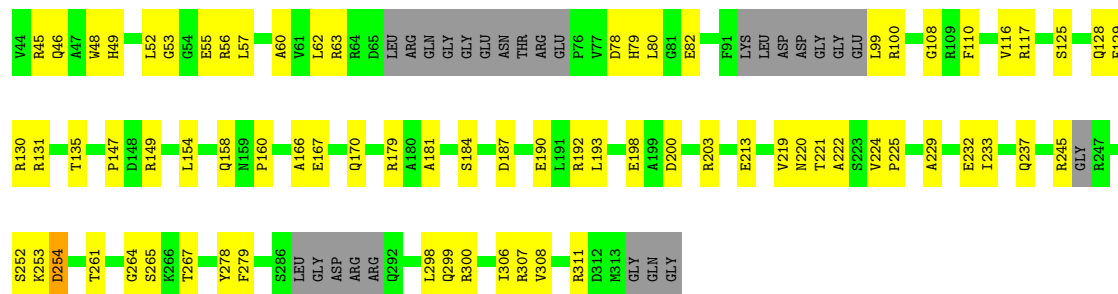 V44 R45 Q46 A47 W48 H49 L52 G53 G54 E55 R56 L57 A60 V61 L62 R63 R64 D65 LEU ARG GLN GLY GLY GLU ASN THR ARG GLU P76 V77 D78 H79 L80 G81 E82 F91 LYS LEU ASP ASP GLY GLY GLU L99 R100 G108 R109 F110 V116 R117 S125 Q128
R130 R131 T135 P147 D148 R149 L154 Q158 N159 P160 A166 E167 Q170 R179 A180 A181 S184 D187 E190 L191 R192 L193 E198 A199 D200 R203 E213 V219 N220 T221 A222 S223 V224 P225 A229 E232 I233 Q237 R245 GLY R247
S252 K253 D254 T261 G264 S265 K266 T267 Y278 F279 S286 LEU GLY ASP ARG ARG Q292 L298 Q299 R300 I306 R307 V308 R311 D312 M313 GLY GLN GLY